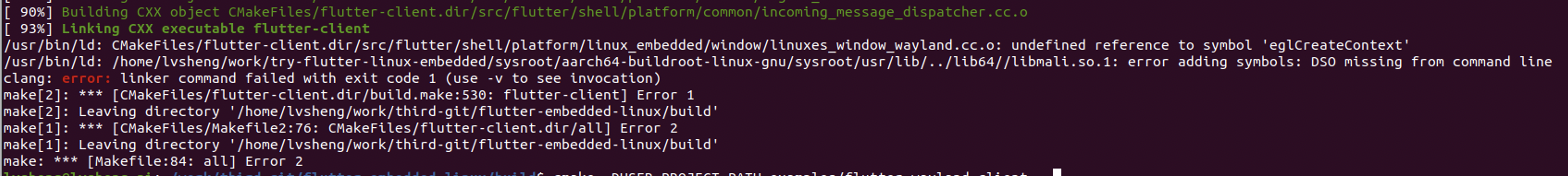 [ 90%] Building CXX object CMakeFiles/flutter-client.dir/src/flutter/shell/platform/common/incoming_message_dispatcher.cc.o
[ 93%] Linking CXX executable flutter-client
/usr/bin/ld: CMakeFiles/flutter-client.dir/src/flutter/shell/platform/linux_embedded/window/linuxes_window_wayland.cc.o: undefined reference to symbol 'eglCreateContext'
/usr/bin/ld: /home/lvsheng/work/try-flutter-linux-embedded/sysroot/aarch64-buildroot-linux-gnu/sysroot/usr/lib/../lib64//libmali.so.1: error adding symbols: DSO missing from command line
clang: error: linker command failed with exit code 1 (use -v to see invocation)
make[2]: *** [CMakeFiles/flutter-client.dir/build.make:530: flutter-client] Error 1
make[2]: Leaving directory '/home/lvsheng/work/third-git/flutter-embedded-linux/build'
make[1]: *** [CMakeFiles/Makefile2:76: CMakeFiles/flutter-client.dir/all] Error 2
make[1]: Leaving directory '/home/lvsheng/work/third-git/flutter-embedded-linux/build'
make: *** [Makefile:84: all] Error 2